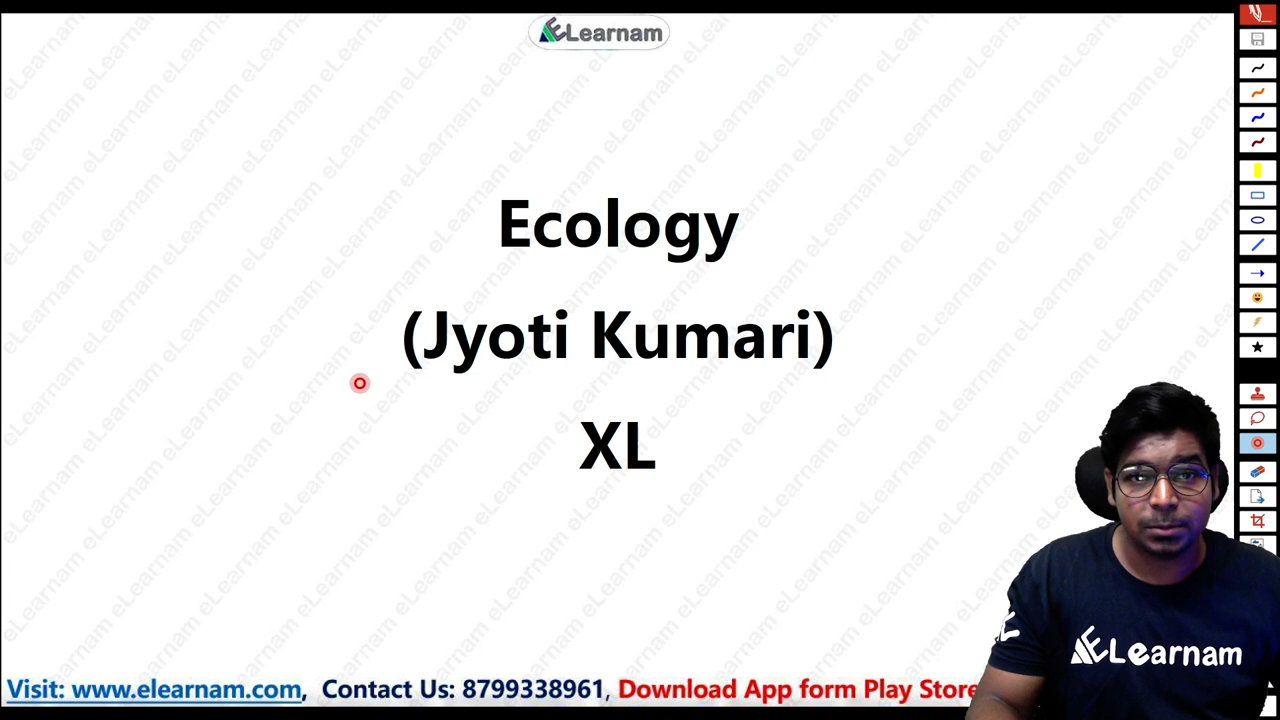 ELearnam
Ecology
(Jyoti Kumari)
XL
ELearnam
Visit: www.elearnam.com, Contact Us: 8799338961, Download App form Play Store